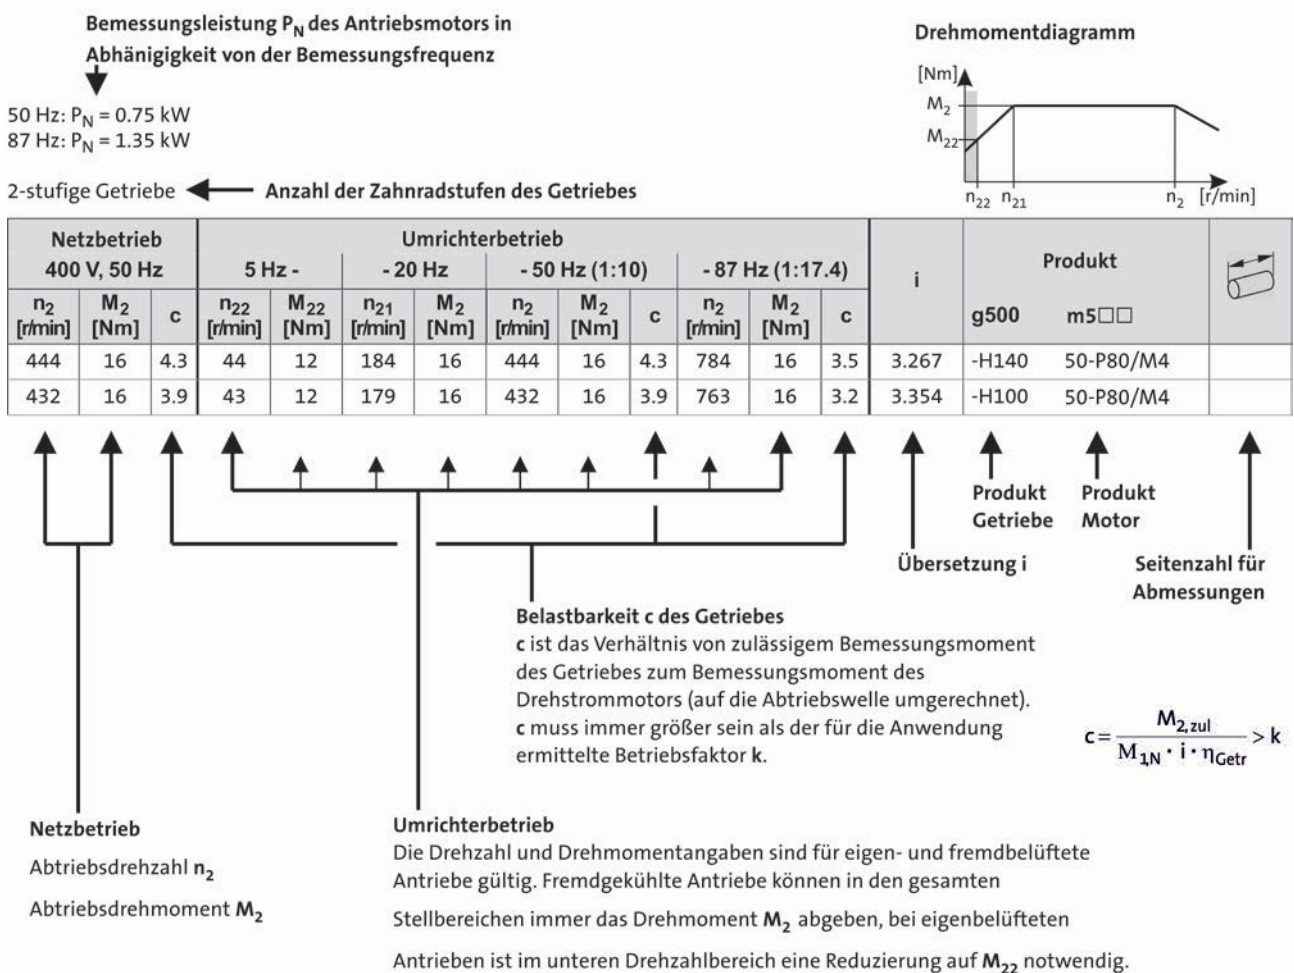 Bemessungsleistung PN des Antriebsmotors in
Abhänigigkeit von der Bemessungsfrequenz
50 Hz: PN = 0.75 kW
87 Hz: PN = 1.35 kW
2-stufige Getriebe
Anzahl der Zahnradstufen des Getriebes
Drehmomentdiagramm
[Nm]
M2
M22
n22 n21 n2 [r/min]
Netzbetrieb Umrichterbetrieb i Produkt
400 V, 50 Hz 5 Hz - - 20 Hz - 50 Hz (1:10) - 87 Hz (1:17.4)
n2 [r/min] M2 [Nm] c n22 [r/min] M22 [Nm] n21 [r/min] M2 [Nm] n2 [r/min] M2 [Nm] c n2 [r/min] M2 [Nm] c g500 m5□□
444 16 4.3 44 12 184 16 444 16 4.3 784 16 3.5 3.267 -H140 50-P80/M4
432 16 3.9 43 12 179 16 432 16 3.9 763 16 3.2 3.354 -H100 50-P80/M4
Produkt Getriebe
Produkt Motor
Übersetzung i
Seitenzahl für
Abmessungen
Belastbarkeit c des Getriebes
c ist das Verhältnis von zulässigem Bemessungsmoment
des Getriebes zum Bemessungsmoment des
Drehstrommotors (auf die Abtriebswelle umgerechnet).
c muss immer größer sein als der für die Anwendung
ermittelte Betriebsfaktor k.
c = M2,zul / (M1,N · i · ηGetr) > k
Netzbetrieb
Abtriebsdrehzahl n2
Abtriebsdrehmoment M2
Umrichterbetrieb
Die Drehzahl und Drehmomentangaben sind für eigen- und fremdbelüftete
Antriebe gültig. Fremdgekühlte Antriebe können in den gesamten
Stellbereichen immer das Drehmoment M2 abgeben, bei eigenbelüfteten
Antrieben ist im unteren Drehzahlbereich eine Reduzierung auf M22 notwendig.